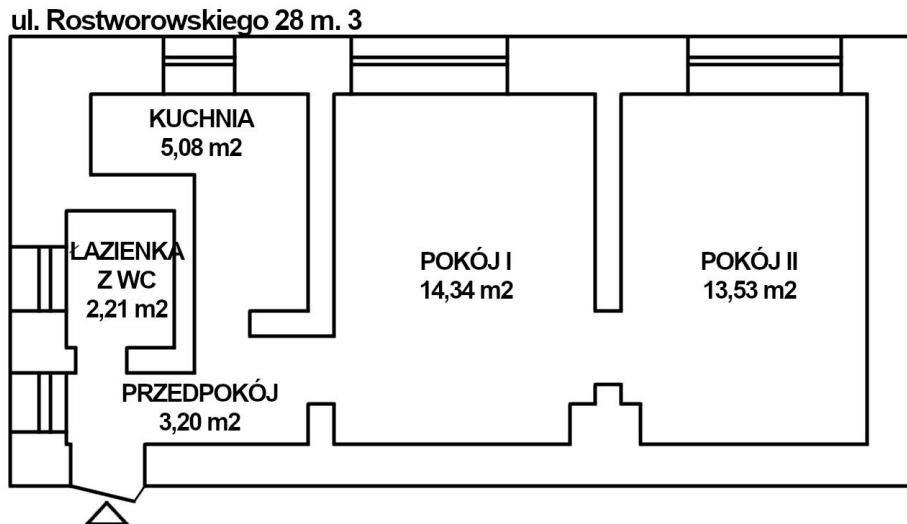 ul. Rostworowskiego 28 m. 3
KUCHNIA
5,08 m2
ŁAZIENKA
Z WC
2,21 m2
POKÓJ I
14,34 m2
POKÓJ II
13,53 m2
PRZEDPOKÓJ
3,20 m2